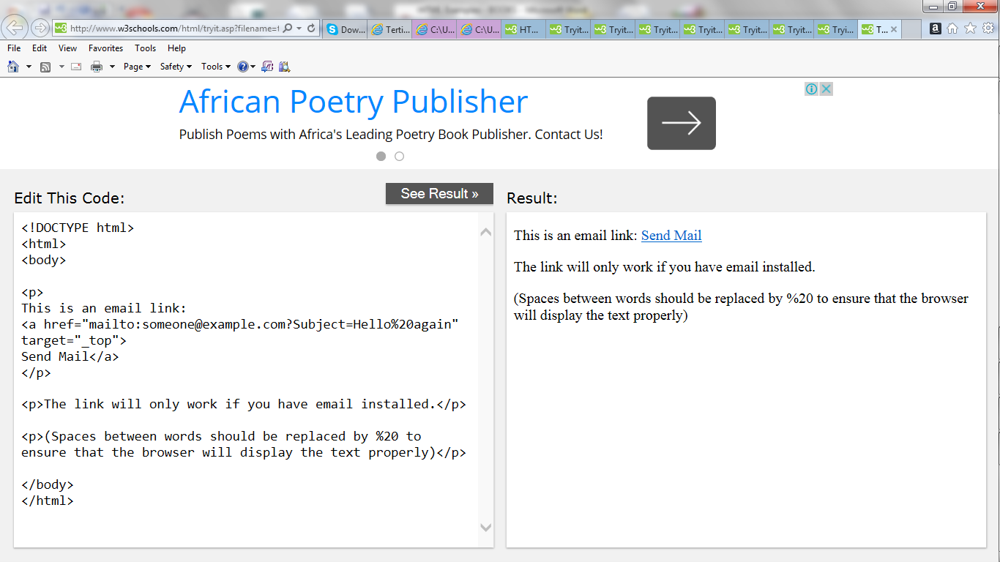 http://www.w3schools.com/html/tryit.asp?filename=t
Dow...
Terti...
C:\U...
C:\U...
HT...
Tryit...
Tryit...
Tryit...
Tryit...
Tryit...
Tryit...
Tryi...
T...
File Edit View Favorites Tools Help
Page Safety Tools
African Poetry Publisher
Publish Poems with Africa's Leading Poetry Book Publisher. Contact Us!
Edit This Code:
See Result »
<!DOCTYPE html>
<html>
<body>
<p>
This is an email link:
<a href="mailto:someone@example.com?Subject=Hello%20again"
target="_top">
Send Mail</a>
</p>
<p>The link will only work if you have email installed.</p>
<p>(Spaces between words should be replaced by %20 to
ensure that the browser will display the text properly)</p>
</body>
</html>
Result:
This is an email link: Send Mail
The link will only work if you have email installed.
(Spaces between words should be replaced by %20 to ensure that the browser
will display the text properly)